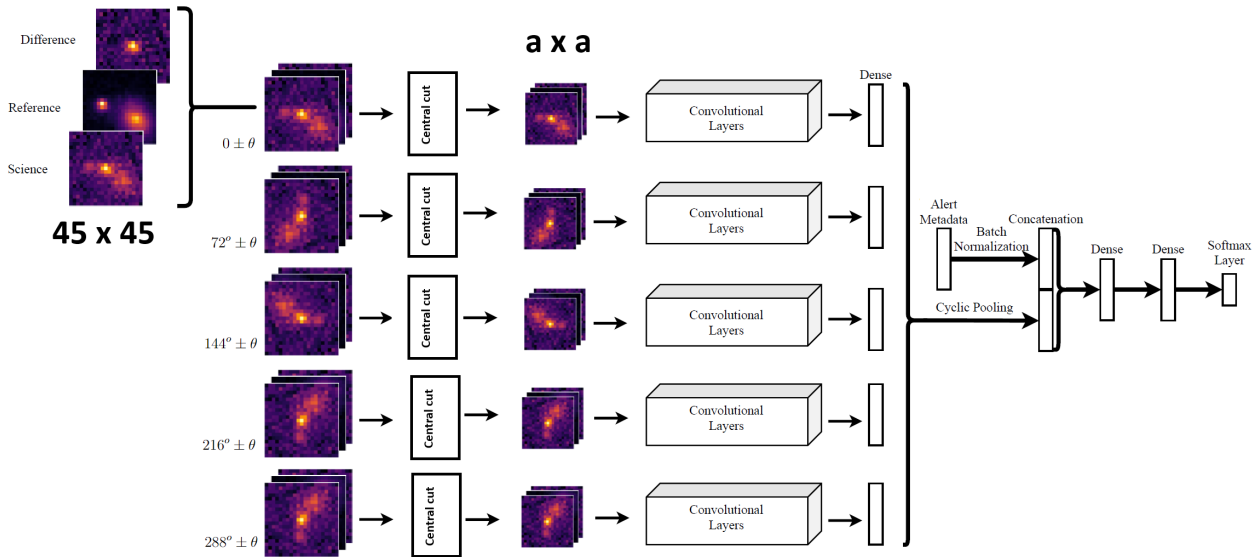 Difference
Reference
Science
45 x 45
a x a
0 ± θ
Central cut
Convolutional
Layers
Dense
72° ± θ
Central cut
Convolutional
Layers
144° ± θ
Central cut
Convolutional
Layers
216° ± θ
Central cut
Convolutional
Layers
288° ± θ
Central cut
Convolutional
Layers
Alert
Metadata
Batch
Normalization
Concatenation
Cyclic Pooling
Dense
Dense
Softmax
Layer